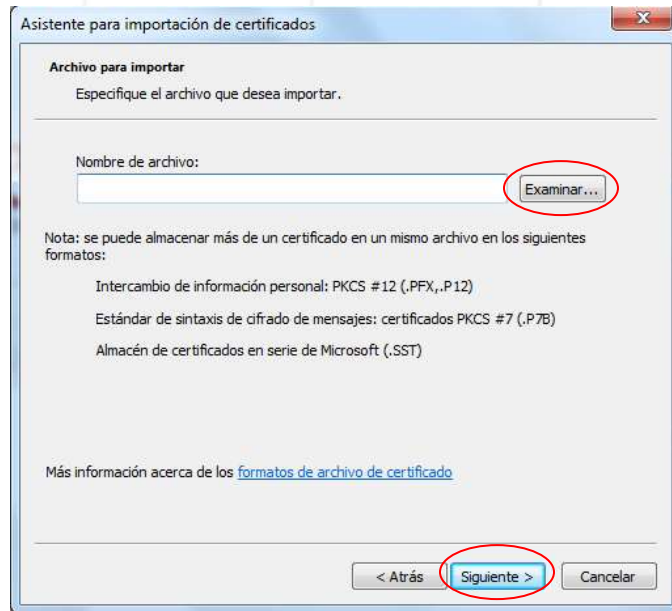 Asistente para importación de certificados
Archivo para importar
Especifique el archivo que desea importar.
Nombre de archivo:
Examinar...
Nota: se puede almacenar más de un certificado en un mismo archivo en los siguientes
formatos:
Intercambio de información personal: PKCS #12 (.PFX,.P12)
Estándar de sintaxis de cifrado de mensajes: certificados PKCS #7 (.P7B)
Almacén de certificados en serie de Microsoft (.SST)
Más información acerca de los formatos de archivo de certificado
< Atrás Siguiente > Cancelar